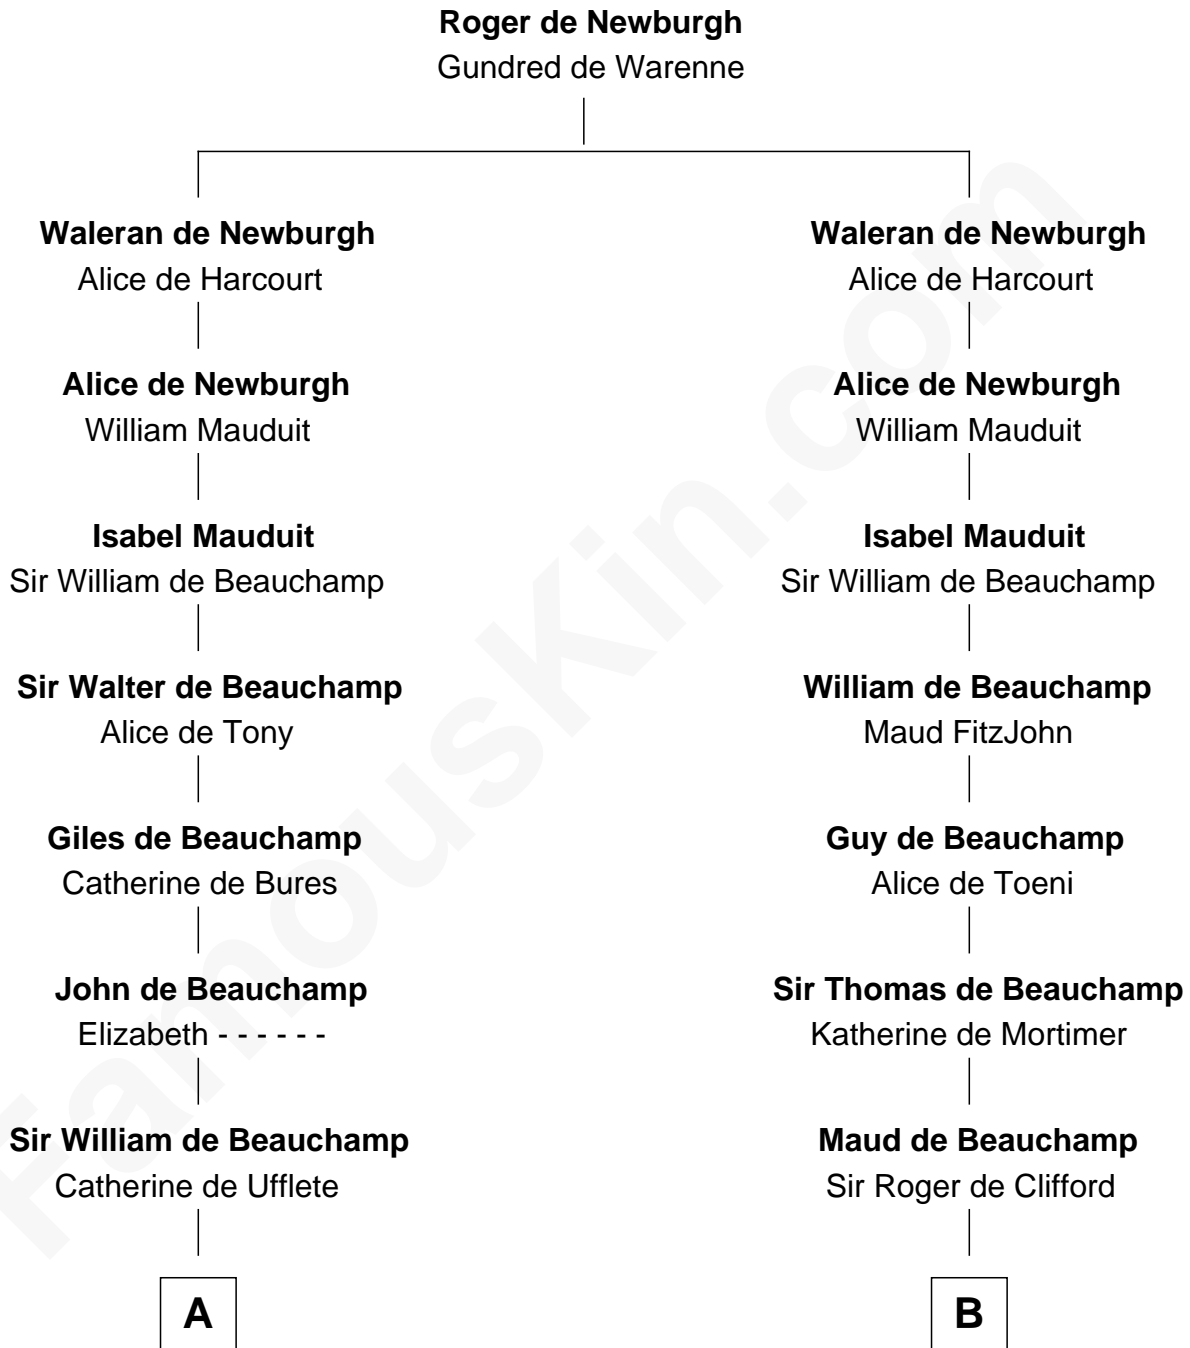 Roger de Newburgh
Gundred de Warenne
Waleran de Newburgh
Alice de Harcourt
Alice de Newburgh
William Mauduit
Isabel Mauduit
Sir William de Beauchamp
Sir Walter de Beauchamp
Alice de Tony
Giles de Beauchamp
Catherine de Bures
John de Beauchamp
Elizabeth - - - - - -
Sir William de Beauchamp
Catherine de Ufflete
A
Waleran de Newburgh
Alice de Harcourt
Alice de Newburgh
William Mauduit
Isabel Mauduit
Sir William de Beauchamp
William de Beauchamp
Maud FitzJohn
Guy de Beauchamp
Alice de Toeni
Sir Thomas de Beauchamp
Katherine de Mortimer
Maud de Beauchamp
Sir Roger de Clifford
B
FamousKin.com